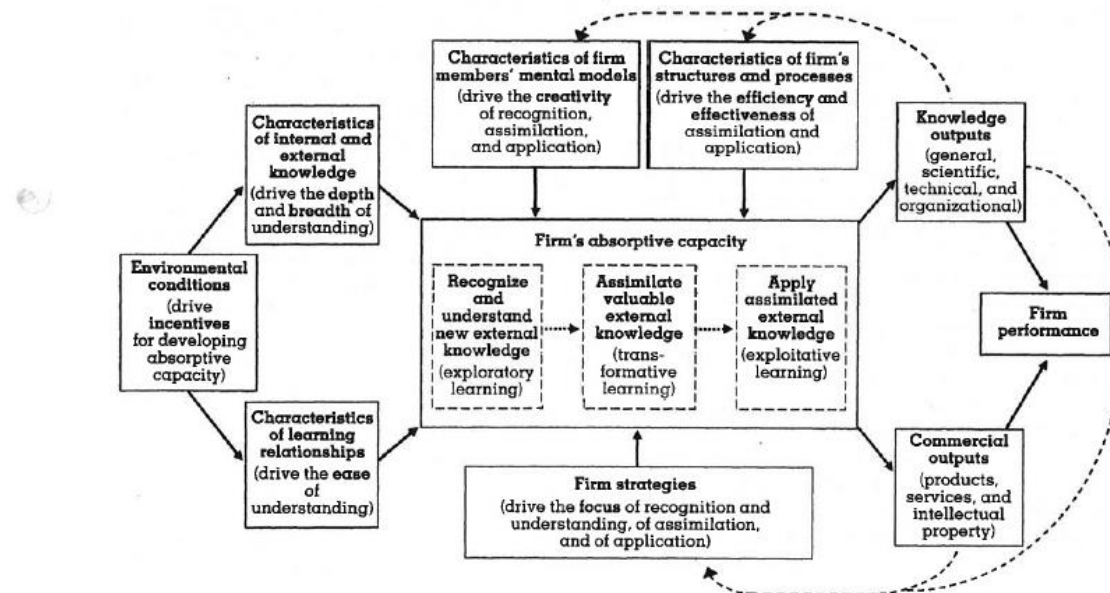 Characteristics of firm
members' mental models
(drive the creativity
of recognition,
assimilation,
and application)
Characteristics of firm's
structures and processes
(drive the efficiency and
effectiveness of
assimilation and
application)
Characteristics
of internal and
external
knowledge
(drive the depth
and breadth of
understanding)
Knowledge
outputs
(general,
scientific,
technical, and
organizational)
Environmental
conditions
(drive
incentives
for developing
absorptive
capacity)
Firm's absorptive capacity
Recognize
and
understand
new external
knowledge
(exploratory
learning)
Assimilate
valuable
external
knowledge
(trans-
formative
learning)
Apply
assimilated
external
knowledge
(exploitative
learning)
Firm
performance
Characteristics
of learning
relationships
(drive the ease
of
understanding)
Firm strategies
(drive the focus of recognition and
understanding, of assimilation,
and of application)
Commercial
outputs
(products,
services, and
intellectual
property)